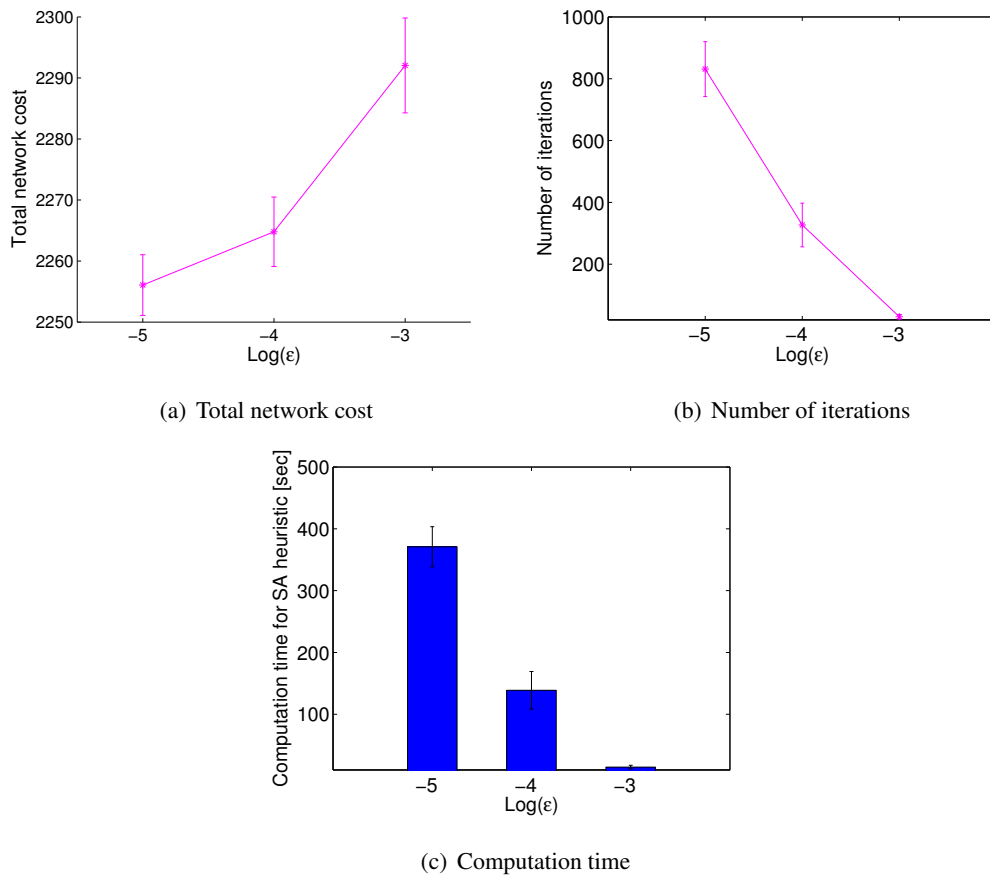 2300
2290
2280
2270
2260
2250
Total network cost
-5
-4
-3
Log(ε)
(a) Total network cost
1000
800
600
400
200
Number of iterations
-5
-4
-3
Log(ε)
(b) Number of iterations
500
400
300
200
100
Computation time for SA heuristic [sec]
-5
-4
-3
Log(ε)
(c) Computation time